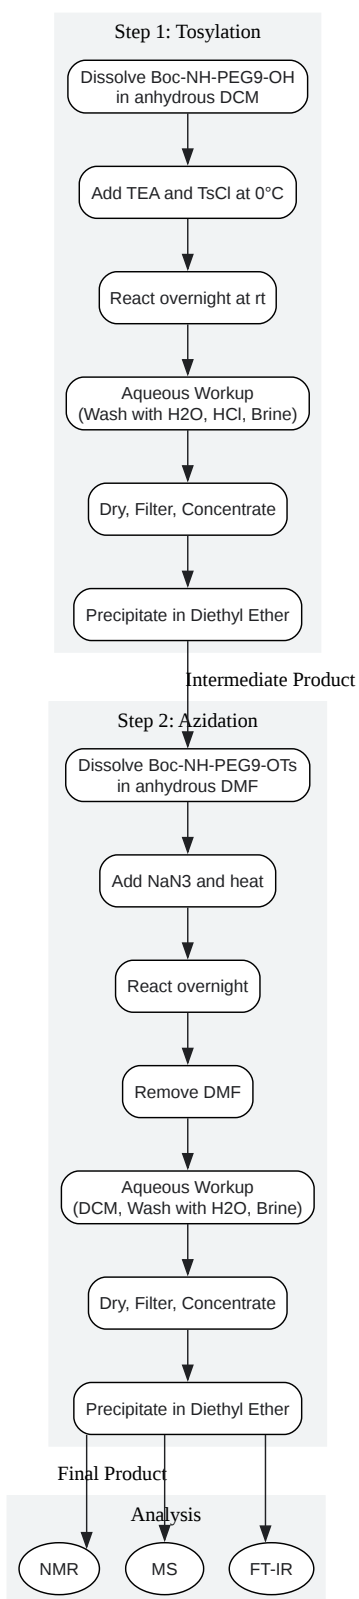 Step 1: Tosylation
Dissolve Boc-NH-PEG9-OH
in anhydrous DCM
Add TEA and TsCl at 0°C
React overnight at rt
Aqueous Workup
(Wash with H2O, HCl, Brine)
Dry, Filter, Concentrate
Precipitate in Diethyl Ether
Intermediate Product
Step 2: Azidation
Dissolve Boc-NH-PEG9-OTs
in anhydrous DMF
Add NaN3 and heat
React overnight
Remove DMF
Aqueous Workup
(DCM, Wash with H2O, Brine)
Dry, Filter, Concentrate
Precipitate in Diethyl Ether
Final Product
Analysis
NMR
MS
FT-IR